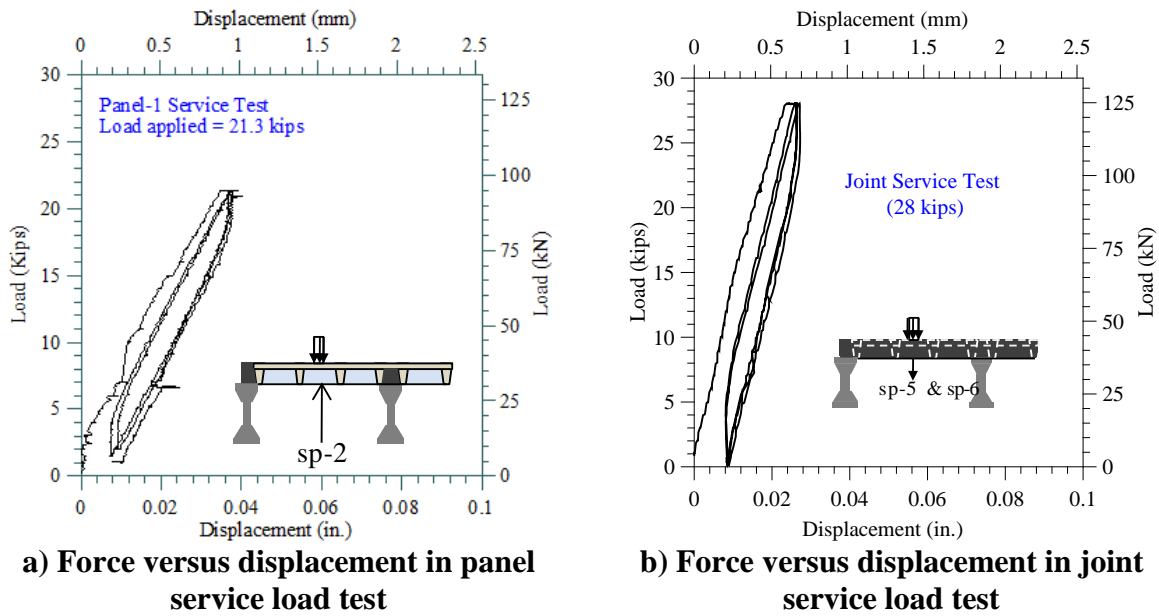 Displacement (mm)
0 0.5 1 1.5 2 2.5
30
25
20
15
10
5
0
Load (Kips)
Panel-1 Service Test
Load applied = 21.3 kips
sp-2
125
100
75
50
25
0
Load (kN)
0 0.02 0.04 0.06 0.08 0.1
Displacement (in.)
a) Force versus displacement in panel
service load test
Displacement (mm)
0 0.5 1 1.5 2 2.5
30
25
20
15
10
5
0
Load (kips)
Joint Service Test
(28 kips)
sp-5 & sp-6
125
100
75
50
25
0
Load (kN)
0 0.02 0.04 0.06 0.08 0.1
Displacement (in.)
b) Force versus displacement in joint
service load test